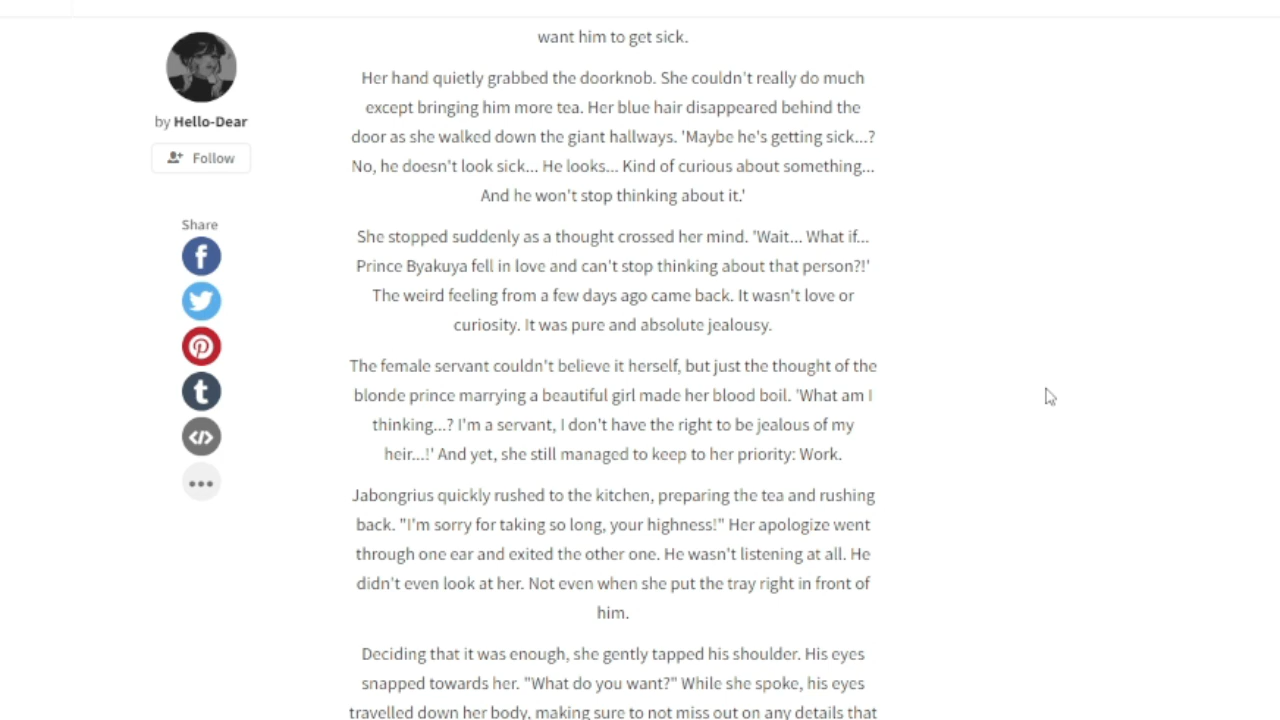 want him to get sick.
by Hello-Dear
Follow
Share
Her hand quietly grabbed the doorknob. She couldn't really do much
except bringing him more tea. Her blue hair disappeared behind the
door as she walked down the giant hallways. 'Maybe he's getting sick...?
No, he doesn't look sick... He looks... Kind of curious about something...
And he won't stop thinking about it.'
She stopped suddenly as a thought crossed her mind. 'Wait... What if...
Prince Byakuya fell in love and can't stop thinking about that person?!'
The weird feeling from a few days ago came back. It wasn't love or
curiosity. It was pure and absolute jealousy.
The female servant couldn't believe it herself, but just the thought of the
blonde prince marrying a beautiful girl made her blood boil. 'What am I
thinking...? I'm a servant, I don't have the right to be jealous of my
heir...!' And yet, she still managed to keep to her priority: Work.
Jabongrius quickly rushed to the kitchen, preparing the tea and rushing
back. "I'm sorry for taking so long, your highness!" Her apologize went
through one ear and exited the other one. He wasn't listening at all. He
didn't even look at her. Not even when she put the tray right in front of
him.
Deciding that it was enough, she gently tapped his shoulder. His eyes
snapped towards her. "What do you want?" While she spoke, his eyes
travelled down her body, making sure to not miss out on any details that